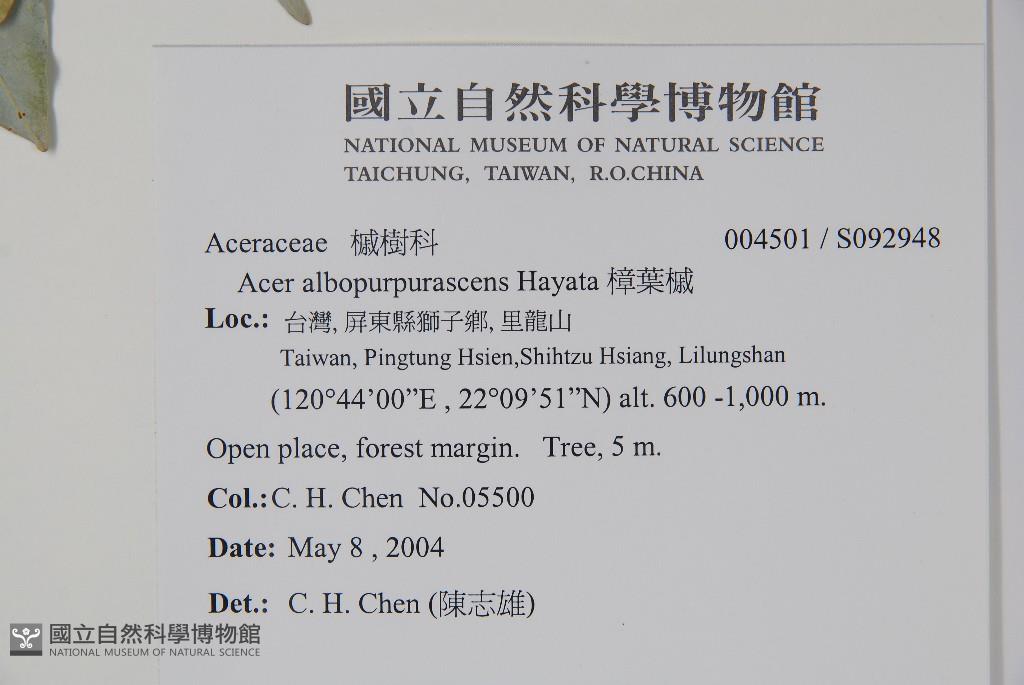 國立自然科學博物館
NATIONAL MUSEUM OF NATURAL SCIENCE
TAICHUNG, TAIWAN, R.O.CHINA
Aceraceae 槭樹科 004501 / S092948
Acer albopurpurascens Hayata 樟葉槭
Loc.: 台灣, 屏東縣獅子鄉, 里龍山
Taiwan, Pingtung Hsien,Shihtzu Hsiang, Lilungshan
(120°44’00”E , 22°09’51”N) alt. 600 -1,000 m.
Open place, forest margin. Tree, 5 m.
Col.:C. H. Chen No.05500
Date: May 8 , 2004
Det.: C. H. Chen (陳志雄)
國立自然科學博物館
NATIONAL MUSEUM OF NATURAL SCIENCE